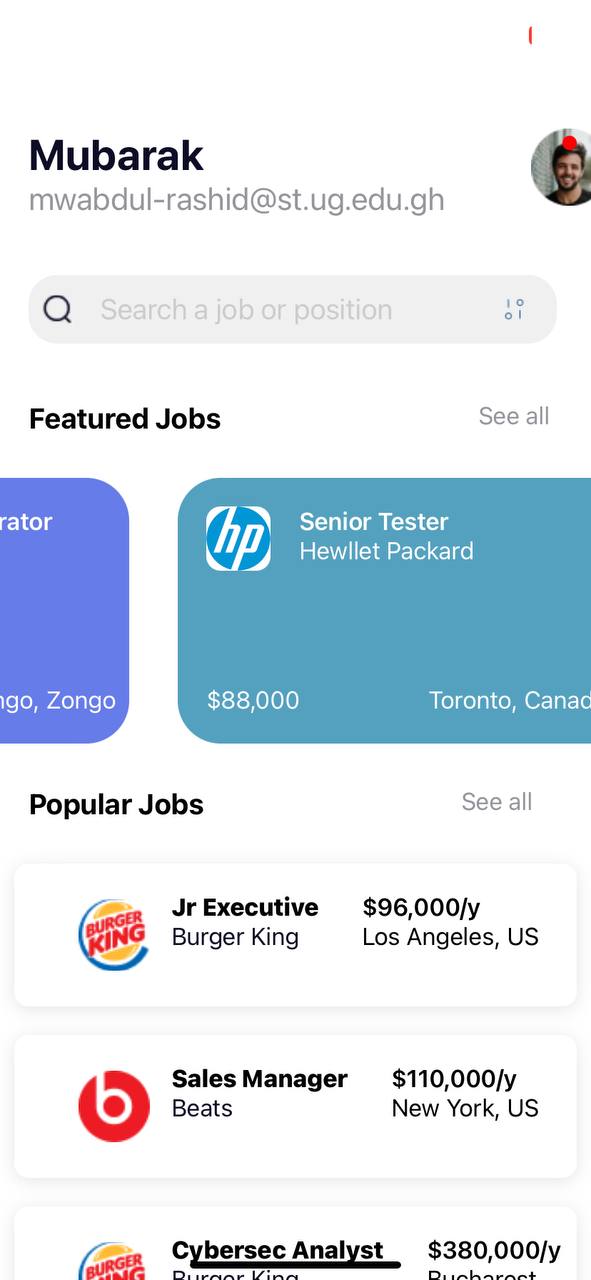 Mubarak
mwabdul-rashid@st.ug.edu.gh
Search a job or position
Featured Jobs See all
rator
ngo, Zongo
hp
Senior Tester
Hewllet Packard
$88,000 Toronto, Canad
Popular Jobs See all
BURGER KING
Jr Executive $96,000/y
Burger King Los Angeles, US
Sales Manager $110,000/y
Beats New York, US
BURGER
Cybersec Analyst $380,000/y
Burger King Bucharest